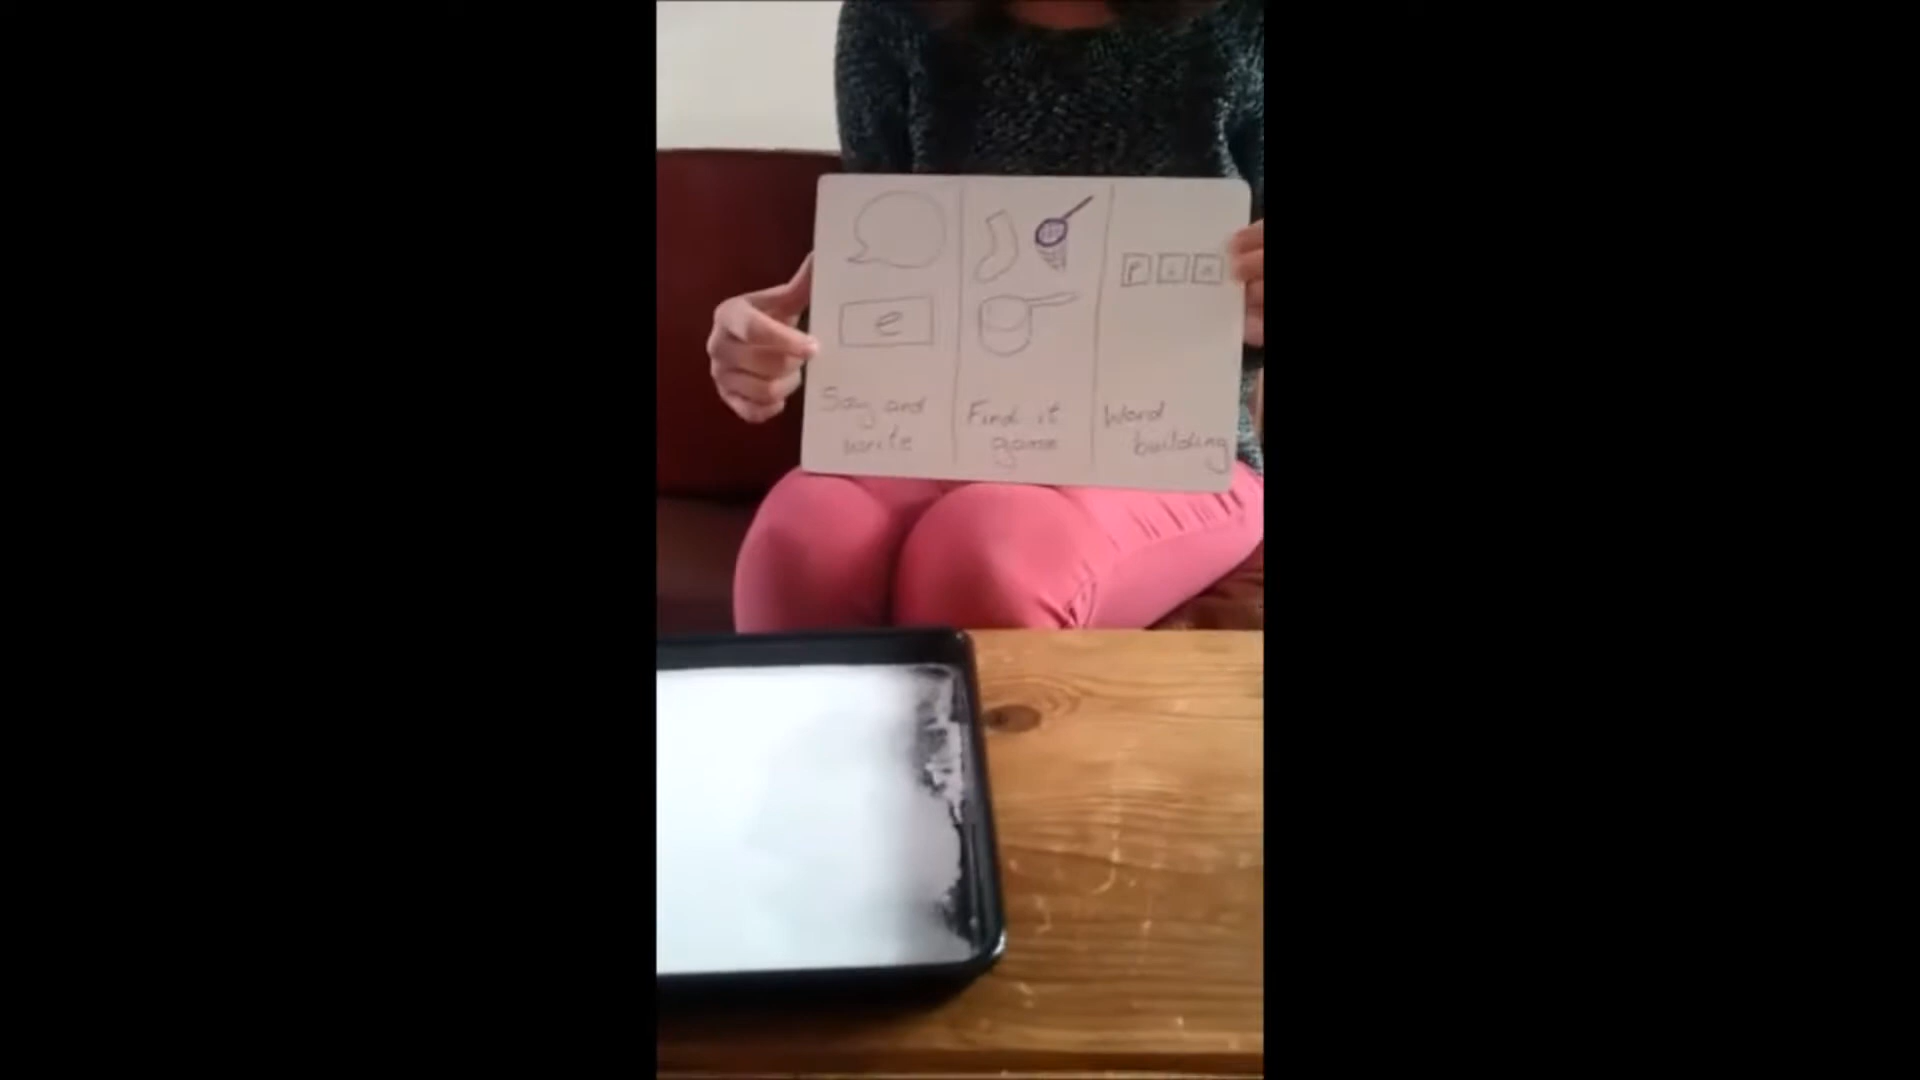 e
Say and
write
Find it
game
p i n
Word
building